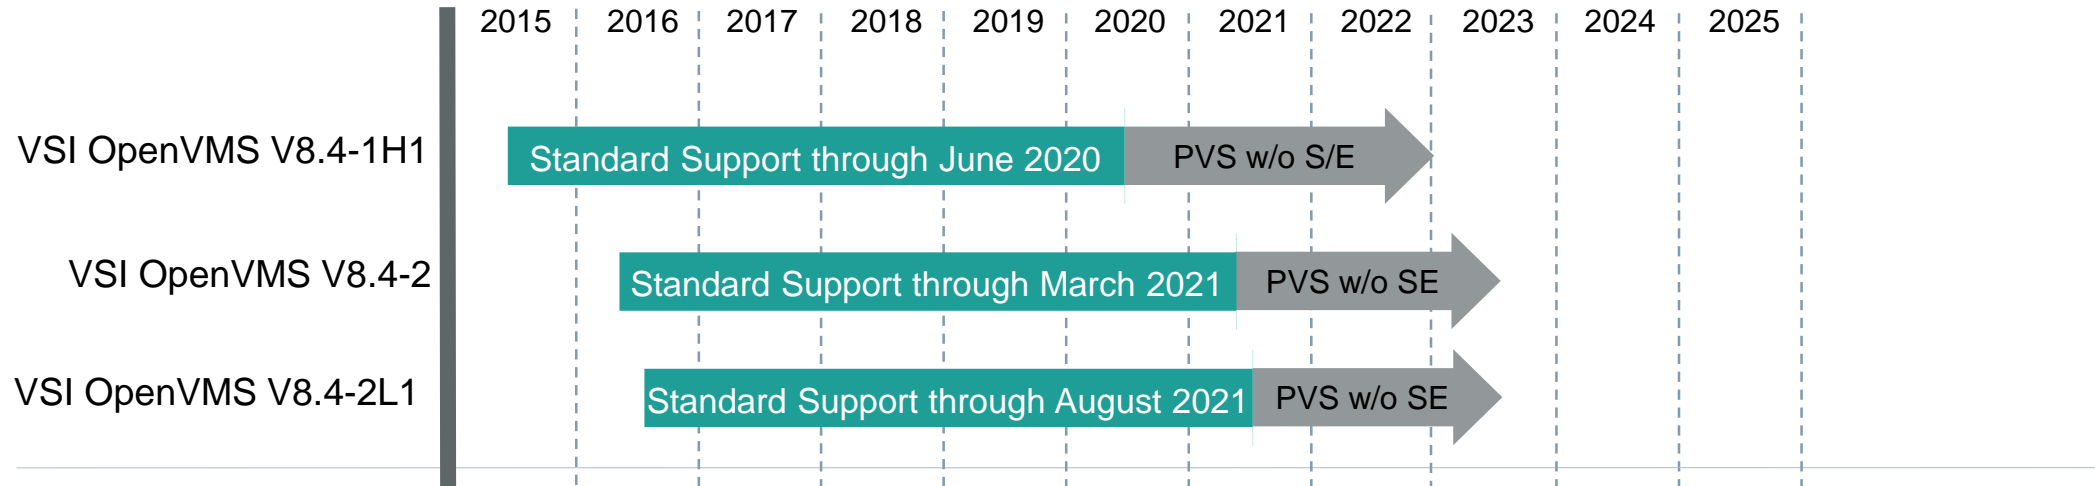 2015 2016 2017 2018 2019 2020 2021 2022 2023 2024 2025
VSI OpenVMS V8.4-1H1 Standard Support through June 2020 PVS w/o S/E
VSI OpenVMS V8.4-2 Standard Support through March 2021 PVS w/o SE
VSI OpenVMS V8.4-2L1 Standard Support through August 2021 PVS w/o SE